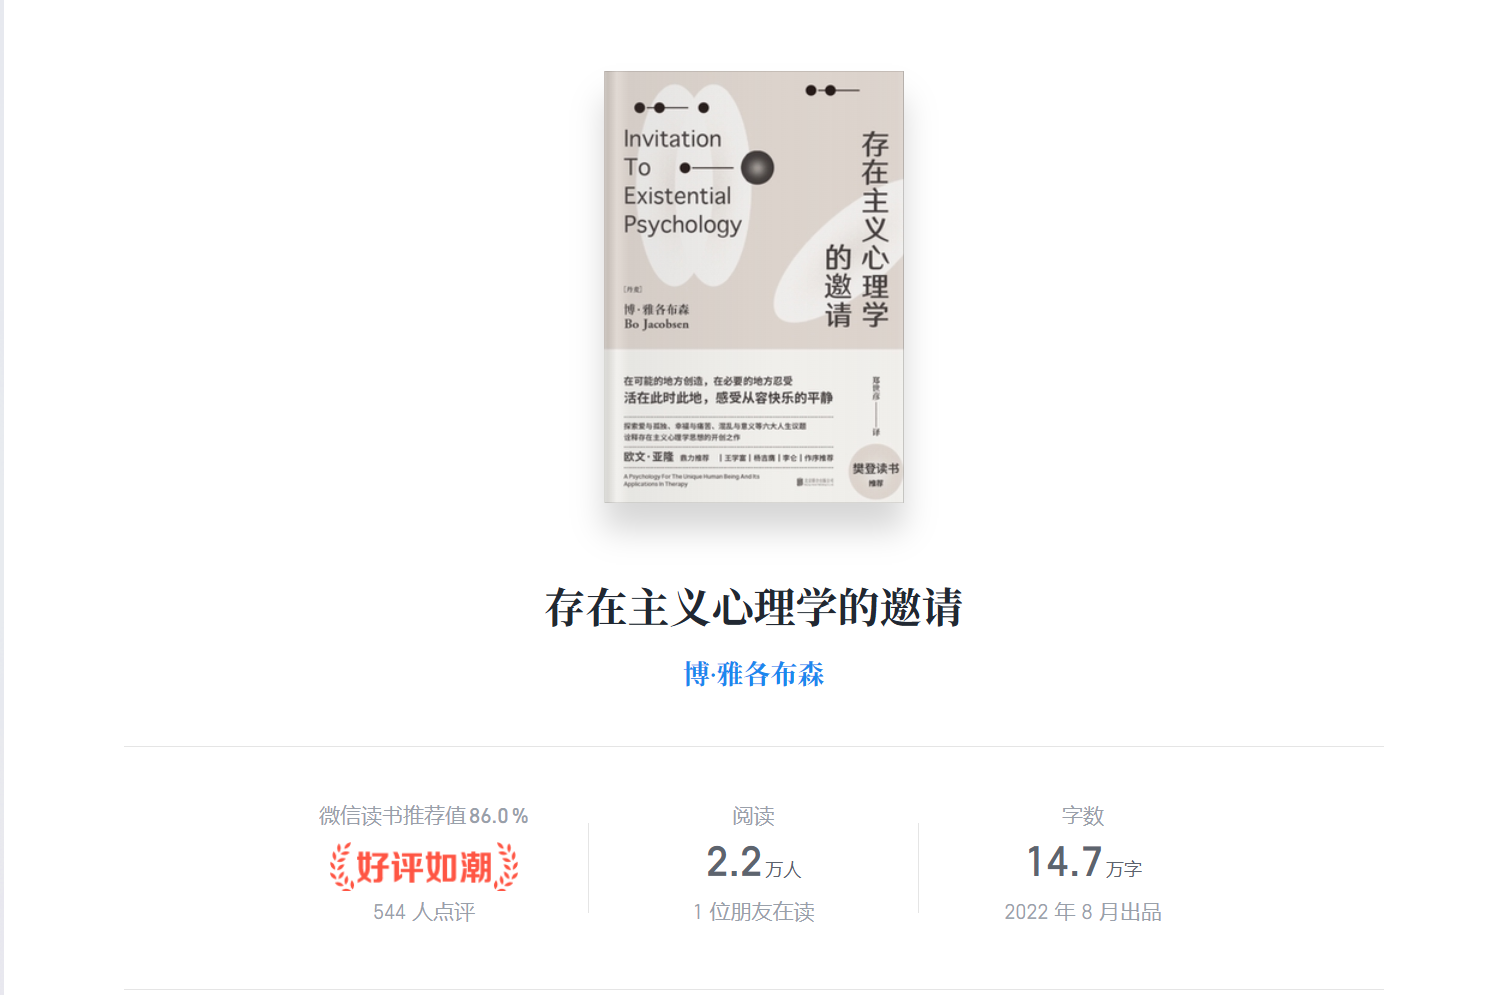 Invitation
To
Existential
Psychology
存在主义心理学
的邀请
[丹麦]
博·雅各布森
Bo Jacobsen
在可能的地方创造，在必要的地方忍受
活在此时此地，感受从容快乐的平静
探索爱与孤独、幸福与痛苦、混乱与意义等六大人生议题
诠释存在主义心理学思想的开创之作
欧文·亚隆 鼎力推荐 | 王学富 | 杨吉膺 | 李仑 | 作序推荐
A Psychology For The Unique Human Being And Its
Applications In Therapy
郑世彦——译
樊登读书
推荐
存在主义心理学的邀请
博·雅各布森
微信读书推荐值 86.0 %
好评如潮
544 人点评
阅读
2.2 万人
1 位朋友在读
字数
14.7 万字
2022 年 8 月出品